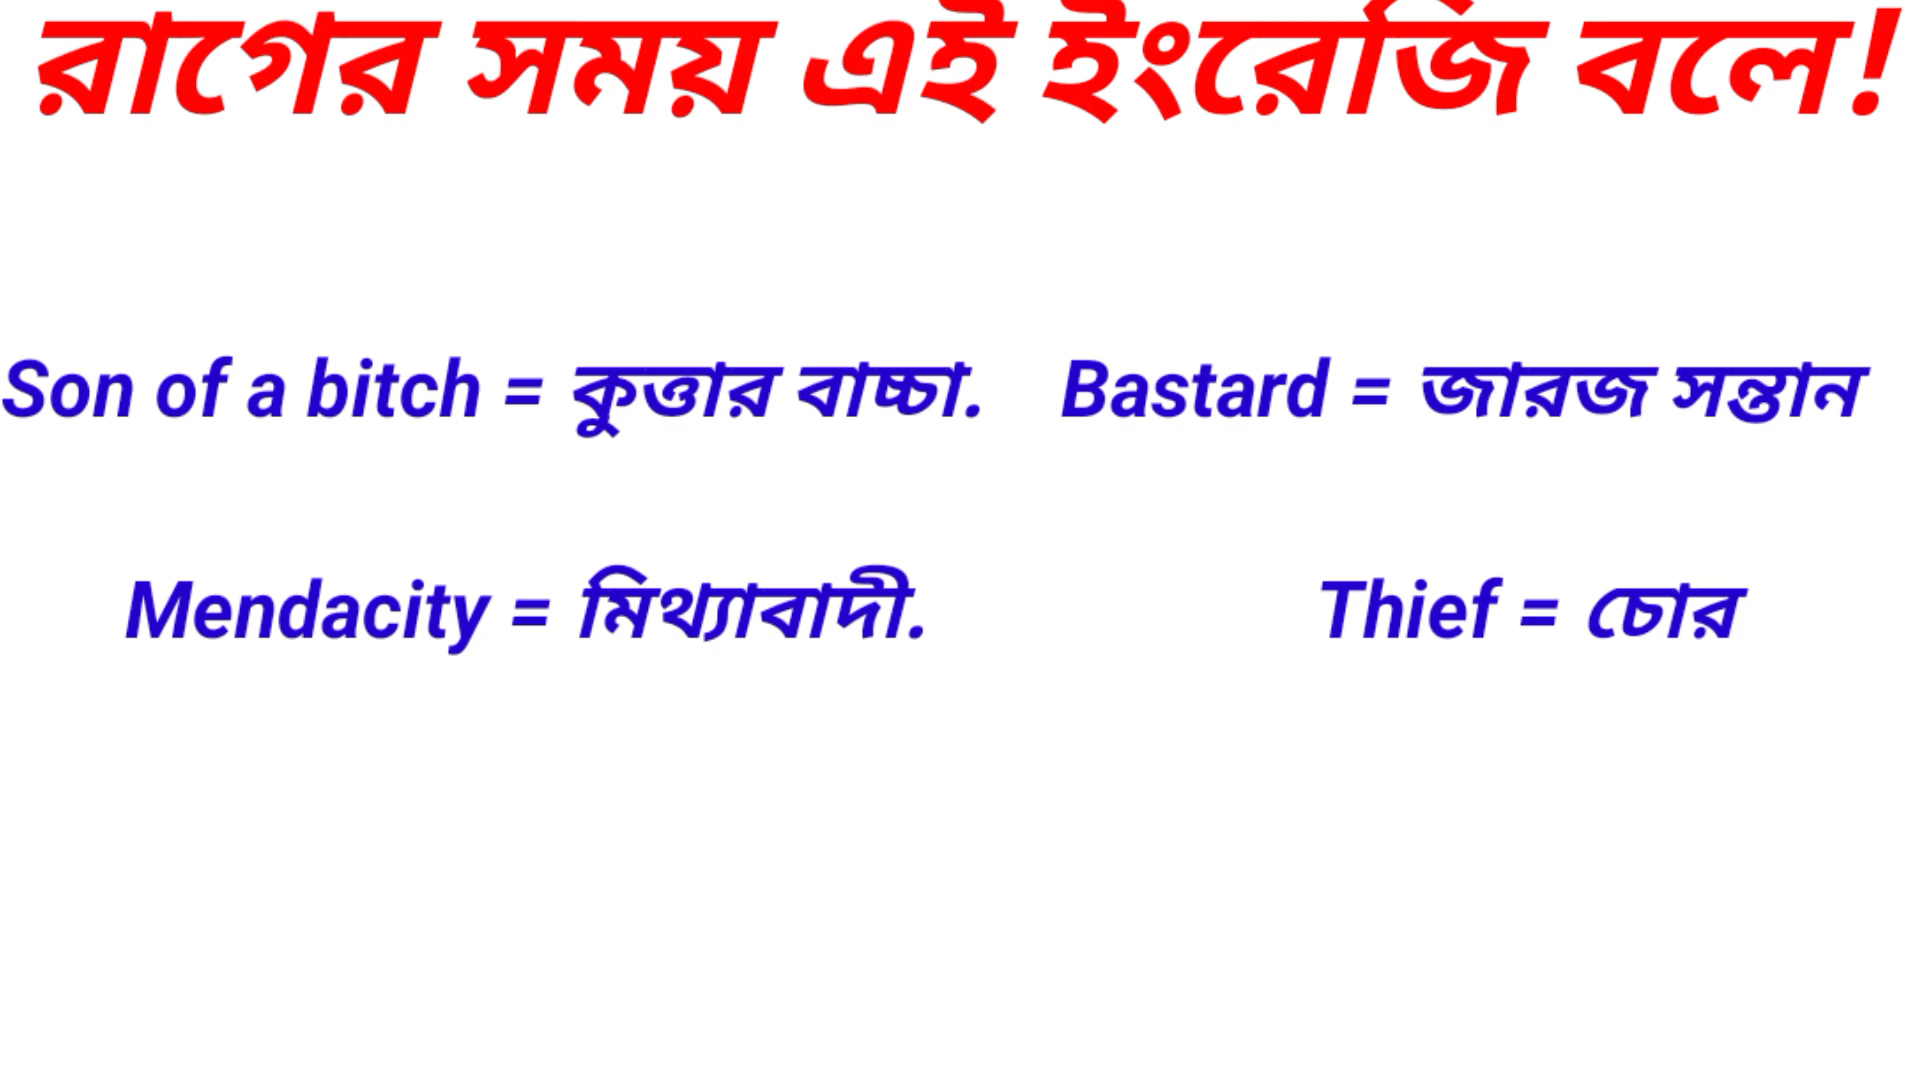 রাগের সময় এই ইংরেজি বলে!
Son of a bitch = কুত্তার বাচ্চা. Bastard = জারজ সন্তান
Mendacity = মিথ্যাবাদী. Thief = চোর